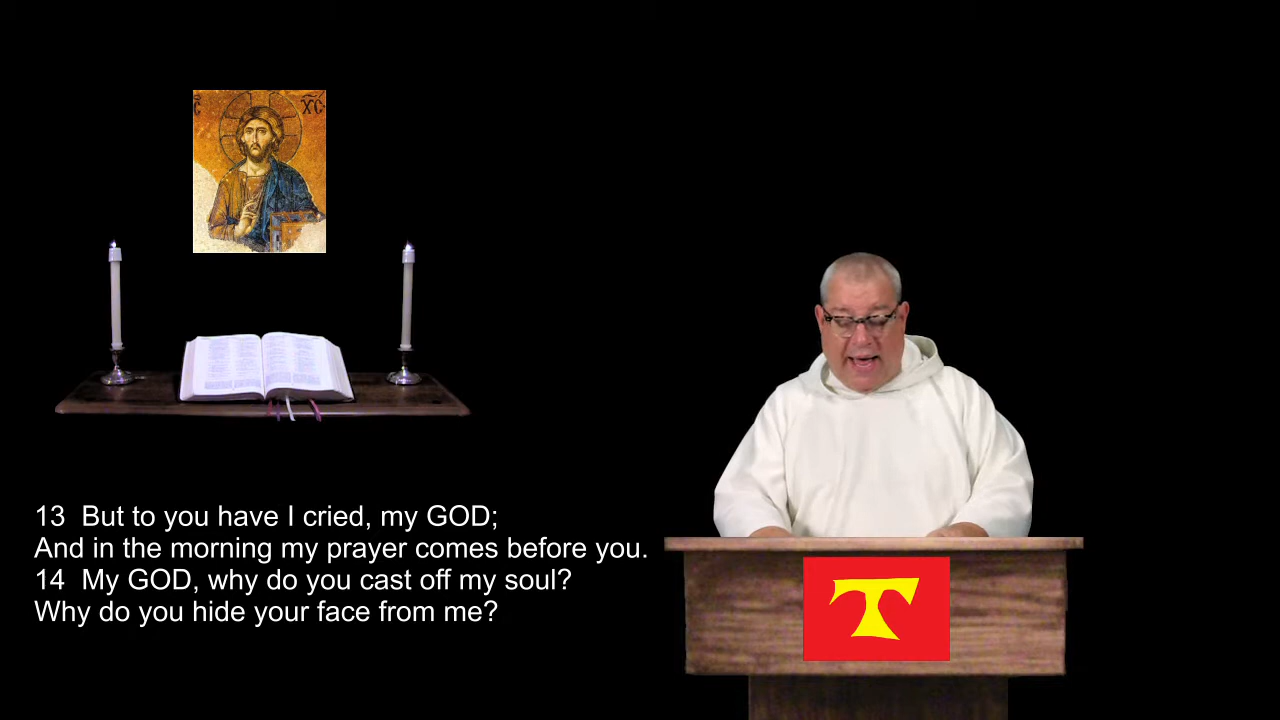 XC
13  But to you have I cried, my GOD;
And in the morning my prayer comes before you.
14  My GOD, why do you cast off my soul?
Why do you hide your face from me?
T